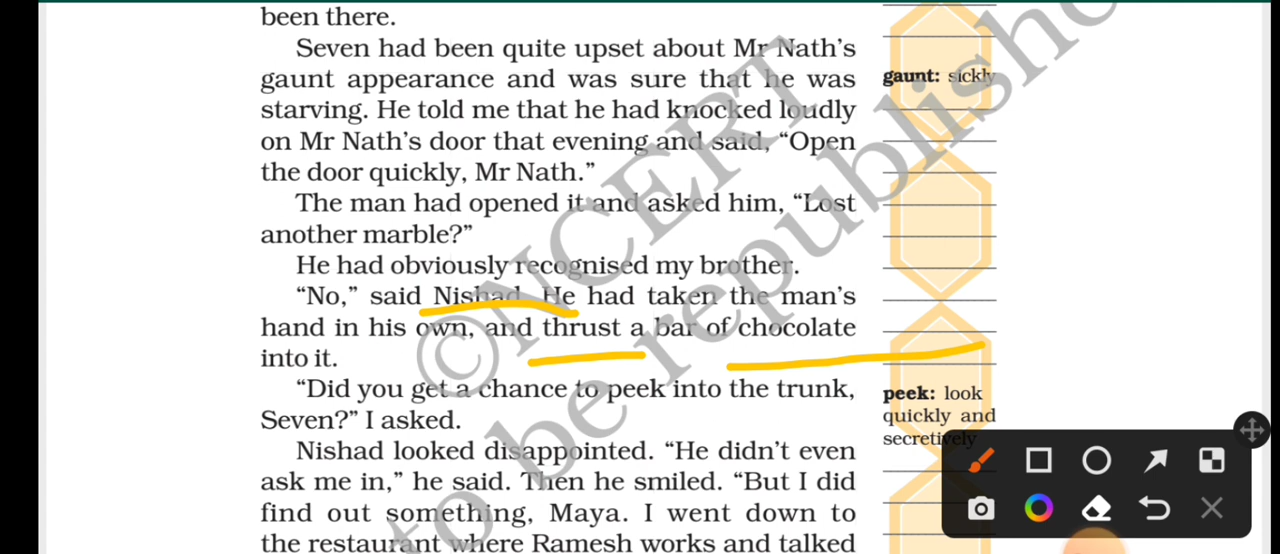 been there.
Seven had been quite upset about Mr Nath's
gaunt appearance and was sure that he was
starving. He told me that he had knocked loudly
on Mr Nath's door that evening and said, “Open
the door quickly, Mr Nath.”
The man had opened it and asked him, “Lost
another marble?”
He had obviously recognised my brother.
“No,” said Nishad. He had taken the man's
hand in his own, and thrust a bar of chocolate
into it.
“Did you get a chance to peek into the trunk,
Seven?” I asked.
Nishad looked disappointed. “He didn't even
ask me in,” he said. Then he smiled. “But I did
find out something, Maya. I went down to
the restaurant where Ramesh works and talked
gaunt: sickly
peek: look
quickly and
secretively
©NCERT
to be republishe